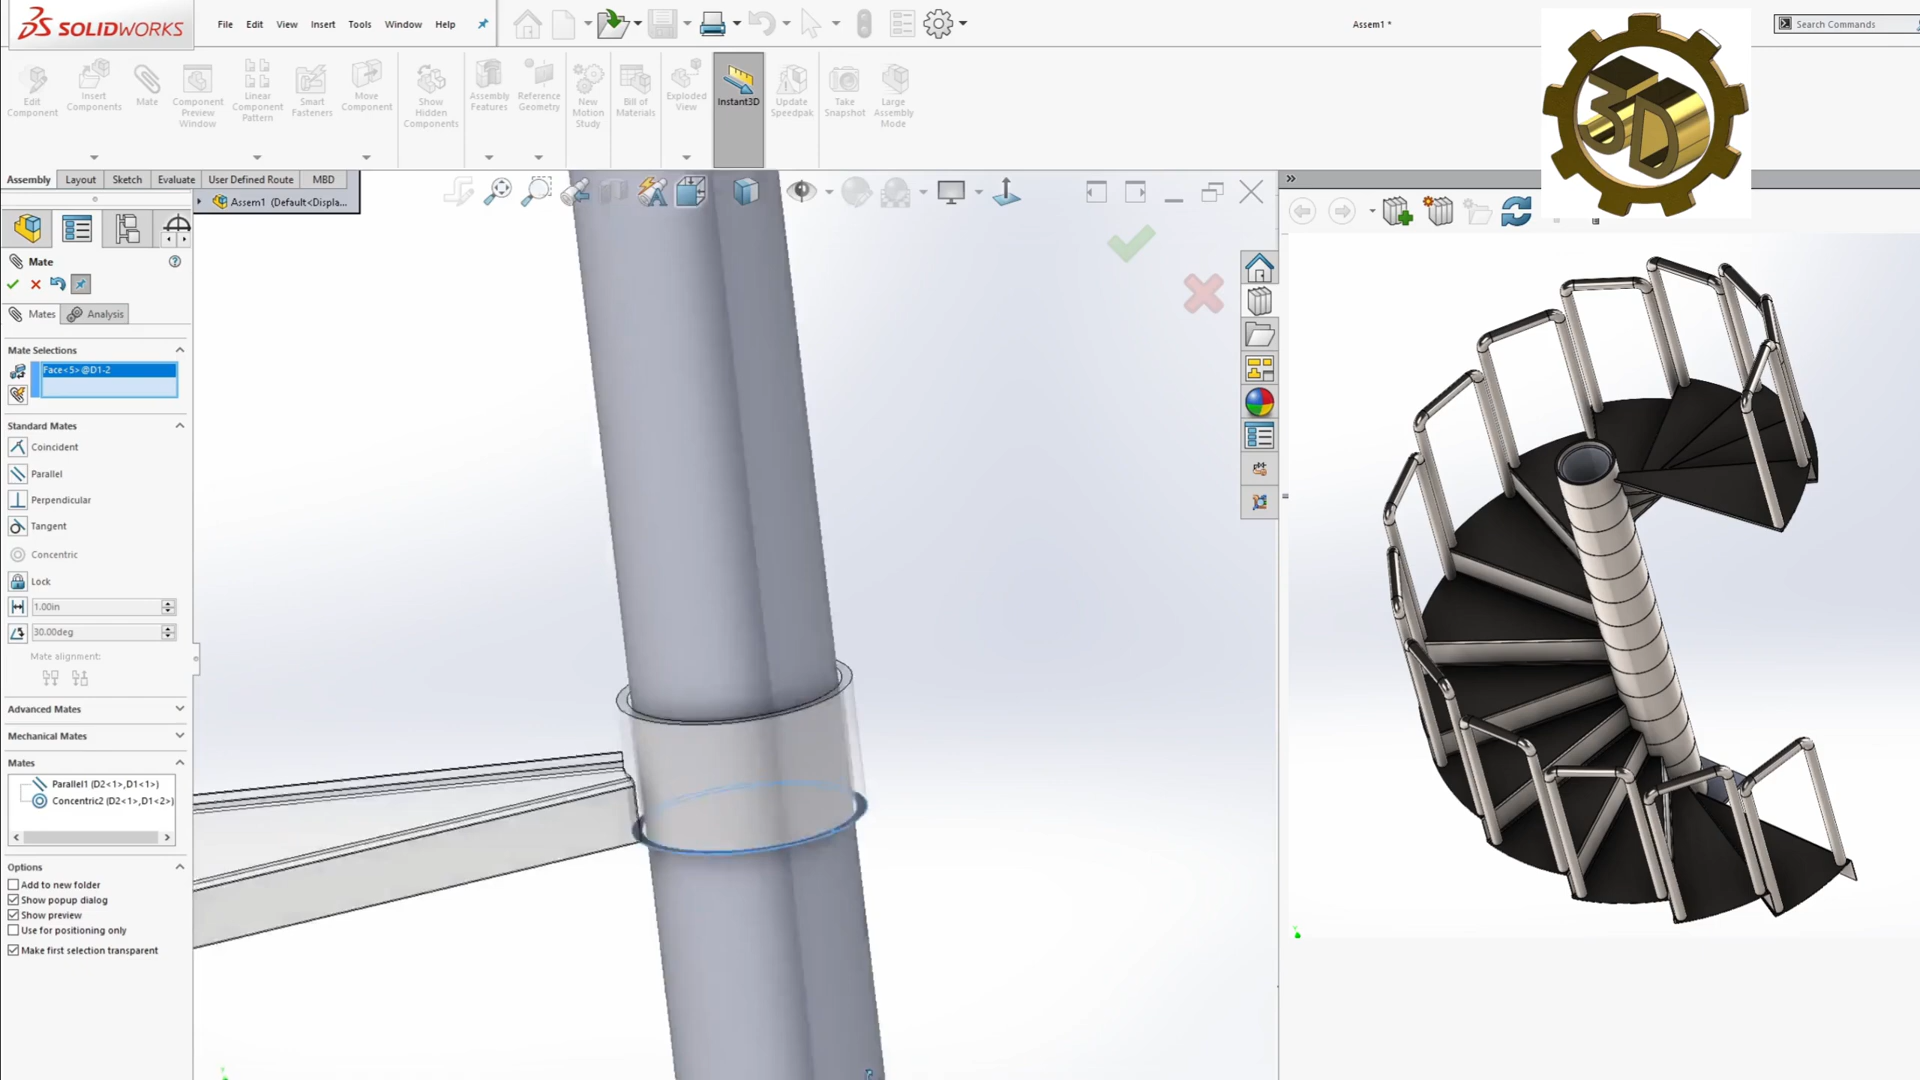 SOLIDWORKS
File Edit View Insert Tools Window Help
Assem1 *
Search Commands
Edit Component
Insert Components
Mate
Component Preview Window
Linear Component Pattern
Smart Fasteners
Move Component
Show Hidden Components
Assembly Features
Reference Geometry
New Motion Study
Bill of Materials
Exploded View
Instant3D
Update Speedpak
Take Snapshot
Large Assembly Mode
3D
Assembly Layout Sketch Evaluate User Defined Route MBD
Assem1 (Default<Displa...
Mate
Mates Analysis
Mate Selections
Face<5>@D1-2
Standard Mates
Coincident
Parallel
Perpendicular
Tangent
Concentric
Lock
1.00in
30.00deg
Mate alignment:
Advanced Mates
Mechanical Mates
Mates
Parallel1 (D2<1>,D1<1>)
Concentric2 (D2<1>,D1<2>)
Options
Add to new folder
Show popup dialog
Show preview
Use for positioning only
Make first selection transparent